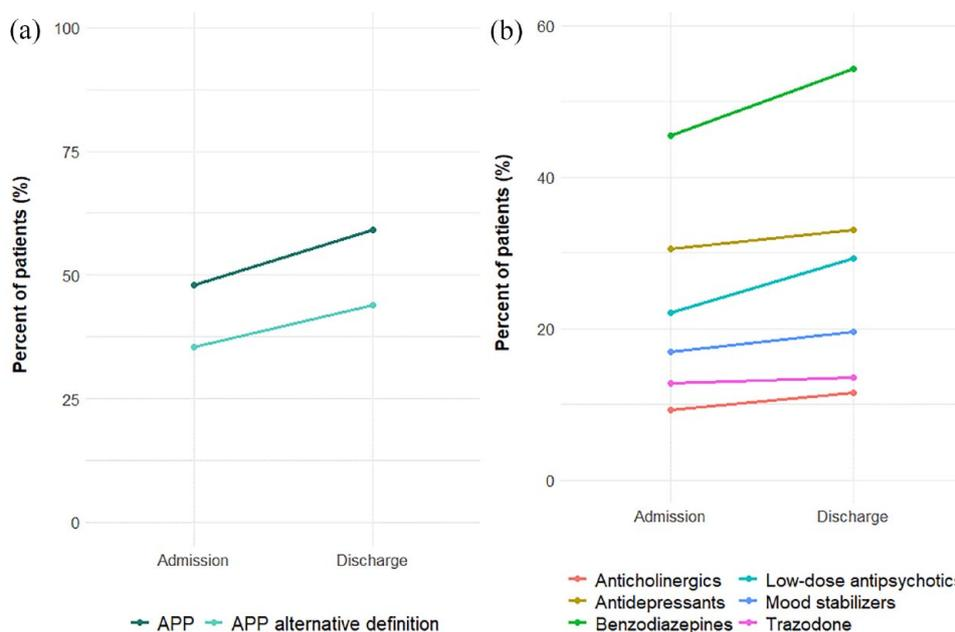 (a)
100
75
50
25
0
Percent of patients (%)
Admission Discharge
APP APP alternative definition
(b)
60
40
20
0
Percent of patients (%)
Admission Discharge
Anticholinergics Low-dose antipsychotics
Antidepressants Mood stabilizers
Benzodiazepines Trazodone